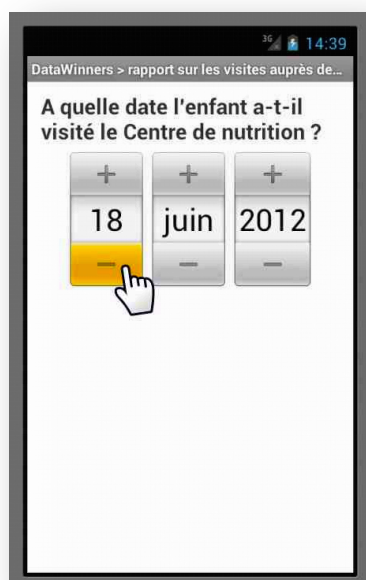 3G 14:39
DataWinners > rapport sur les visites auprès de...
A quelle date l'enfant a-t-il
visité le Centre de nutrition ?
+ + +
18 juin 2012
− − −